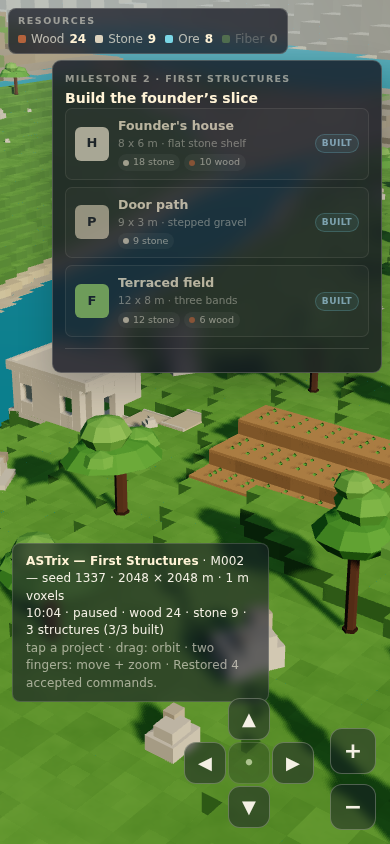 RESOURCES
Wood 24 Stone 9 Ore 8 Fiber 0
MILESTONE 2 · FIRST STRUCTURES
Build the founder’s slice
H
Founder's house
8 x 6 m · flat stone shelf
18 stone 10 wood
BUILT
P
Door path
9 x 3 m · stepped gravel
9 stone
BUILT
F
Terraced field
12 x 8 m · three bands
12 stone 6 wood
BUILT
ASTrix — First Structures · M002
— seed 1337 · 2048 × 2048 m · 1 m
voxels
10:04 · paused · wood 24 · stone 9 ·
3 structures (3/3 built)
tap a project · drag: orbit · two
fingers: move + zoom · Restored 4
accepted commands.
▲
◀ • ▶
▼
+
−